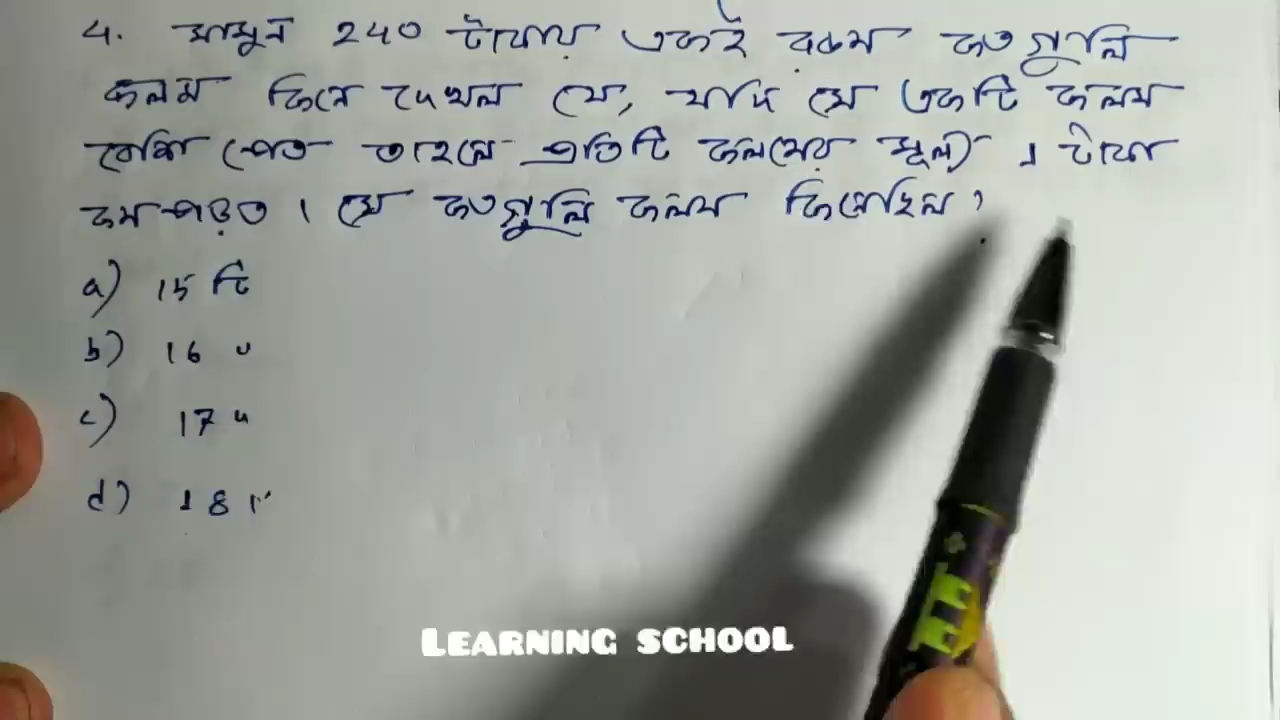 4. মামুন 240 টাকায় একই রকম কতগুলি
কলম কিনে দেখল যে, যদি সে একটি কলম
বেশি পেত তাহলে প্রতিটি কলমের মূল্য 1 টাকা
কম পড়ত। সে কতগুলি কলম কিনেছিল?
a) 15 টি
b) 16 "
c) 17 "
d) 18 "
LEARNING SCHOOL